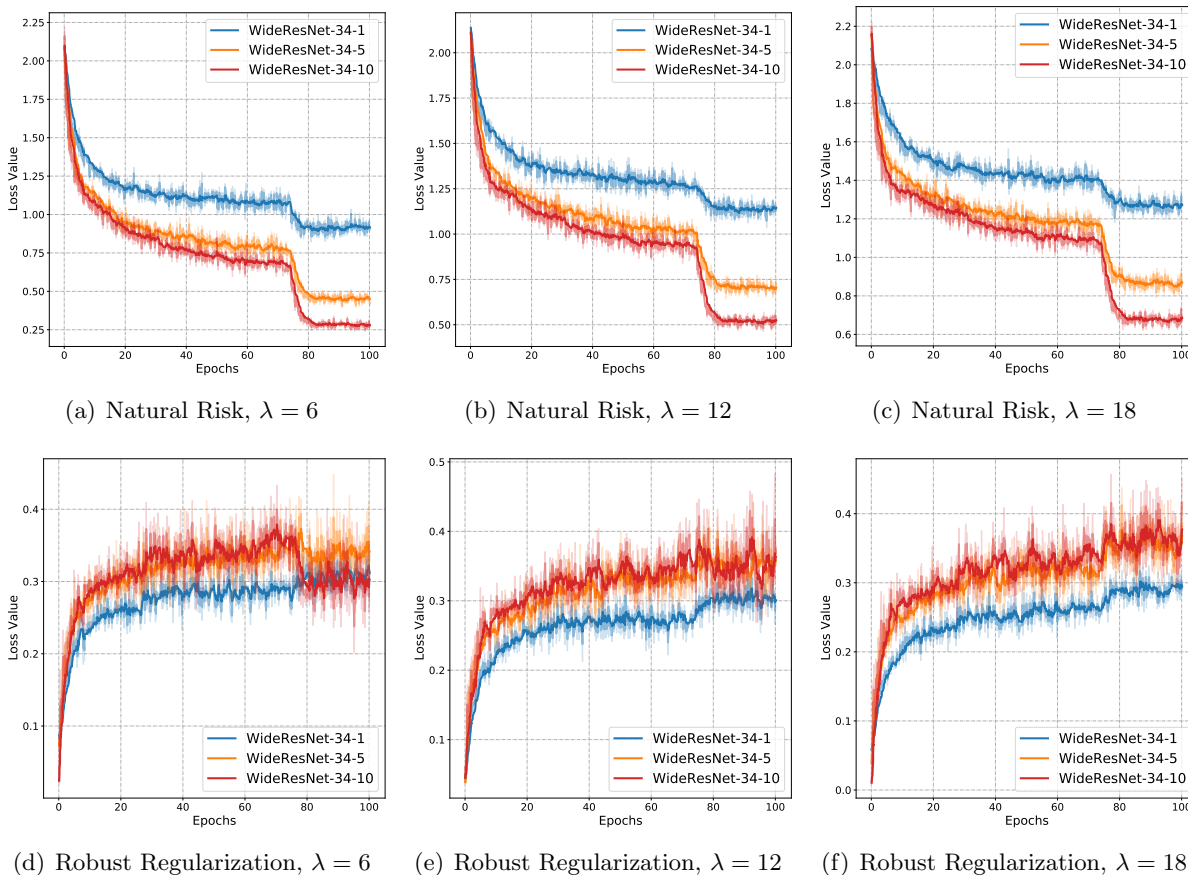 2.25
2.00
1.75
1.50
1.25
1.00
0.75
0.50
0.25
Loss Value
0 20 40 60 80 100
Epochs
WideResNet-34-1
WideResNet-34-5
WideResNet-34-10
(a) Natural Risk, λ = 6
2.00
1.75
1.50
1.25
1.00
0.75
0.50
Loss Value
0 20 40 60 80 100
Epochs
WideResNet-34-1
WideResNet-34-5
WideResNet-34-10
(b) Natural Risk, λ = 12
2.2
2.0
1.8
1.6
1.4
1.2
1.0
0.8
0.6
Loss Value
0 20 40 60 80 100
Epochs
WideResNet-34-1
WideResNet-34-5
WideResNet-34-10
(c) Natural Risk, λ = 18
0.4
0.3
0.2
0.1
Loss Value
0 20 40 60 80 100
Epochs
WideResNet-34-1
WideResNet-34-5
WideResNet-34-10
(d) Robust Regularization, λ = 6
0.5
0.4
0.3
0.2
0.1
Loss Value
0 20 40 60 80 100
Epochs
WideResNet-34-1
WideResNet-34-5
WideResNet-34-10
(e) Robust Regularization, λ = 12
0.4
0.3
0.2
0.1
0.0
Loss Value
0 20 40 60 80 100
Epochs
WideResNet-34-1
WideResNet-34-5
WideResNet-34-10
(f) Robust Regularization, λ = 18